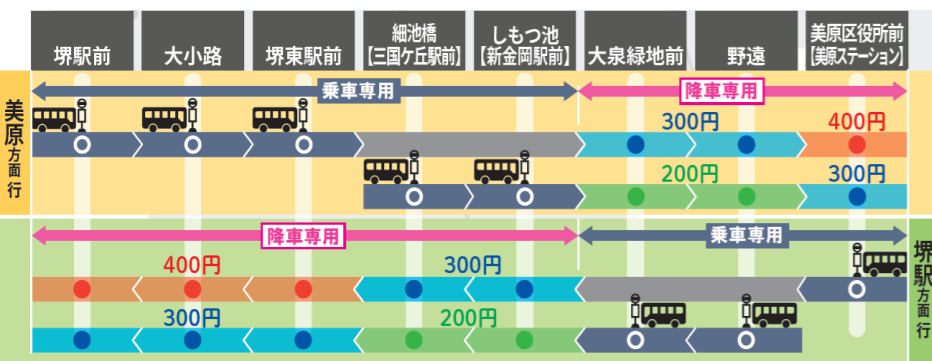 堺駅前
大小路
堺東駅前
細池橋
【三国ケ丘駅前】
しもつ池
【新金岡駅前】
大泉緑地前
野遠
美原区役所前
【美原ステーション】
美原方面行
乗車専用
降車専用
300円
400円
200円
300円
降車専用
乗車専用
400円
300円
300円
200円
堺駅方面行